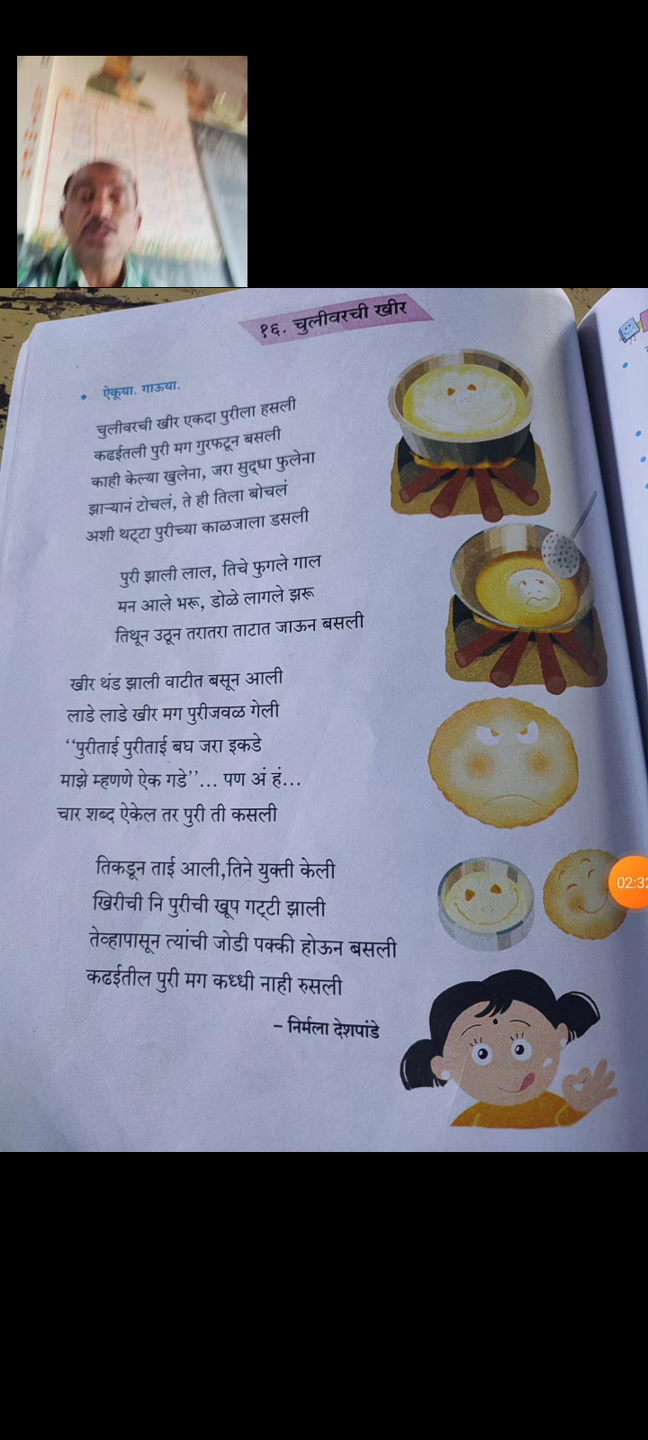 १६. चुलीवरची खीर
• ऐकूया. गाऊया.
चुलीवरची खीर एकदा पुरीला हसली
कढईतली पुरी मग गुरफटून बसली
काही केल्या खुलेना, जरा सुद्धा फुलेना
झाऱ्यानं टोचलं, ते ही तिला बोचलं
अशी थट्टा पुरीच्या काळजाला डसली
पुरी झाली लाल, तिचे फुगले गाल
मन आले भरू, डोळे लागले झरू
तिथून उठून तरातरा ताटात जाऊन बसली
खीर थंड झाली वाटीत बसून आली
लाडे लाडे खीर मग पुरीजवळ गेली
“पुरीताई पुरीताई बघ जरा इकडे
माझे म्हणणे ऐक गडे”... पण अं हं...
चार शब्द ऐकेल तर पुरी ती कसली
तिकडून ताई आली,तिने युक्ती केली
खिरीची नि पुरीची खूप गट्टी झाली
तेव्हापासून त्यांची जोडी पक्की होऊन बसली
कढईतील पुरी मग कध्धी नाही रुसली
– निर्मला देशपांडे